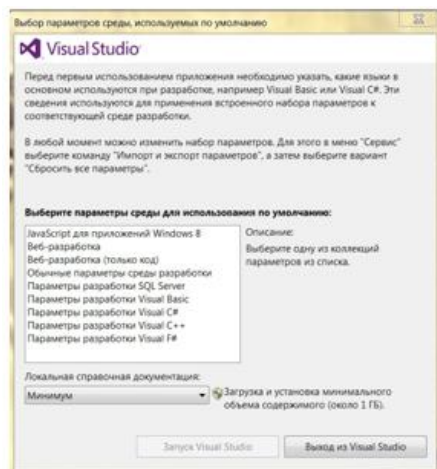 Выбор параметров среды, используемых по умолчанию
Visual Studio
Перед первым использованием приложения необходимо указать, какие языки в
основном используются при разработке, например Visual Basic или Visual C#. Эти
сведения используются для применения встроенного набора параметров к
соответствующей среде разработки.
В любой момент можно изменить набор параметров. Для этого в меню "Сервис"
выберите команду "Импорт и экспорт параметров", а затем выберите вариант
"Сбросить все параметры".
Выберите параметры среды для использования по умолчанию:
JavaScript для приложений Windows 8
Веб-разработка
Веб-разработка (только код)
Обычные параметры среды разработки
Параметры разработки SQL Server
Параметры разработки Visual Basic
Параметры разработки Visual C#
Параметры разработки Visual C++
Параметры разработки Visual F#
Описание:
Выберите одну из коллекций
параметров из списка.
Локальная справочная документация:
Минимум
Загрузка и установка минимального
объема содержимого (около 1 ГБ).
Запуск Visual Studio
Выход из Visual Studio